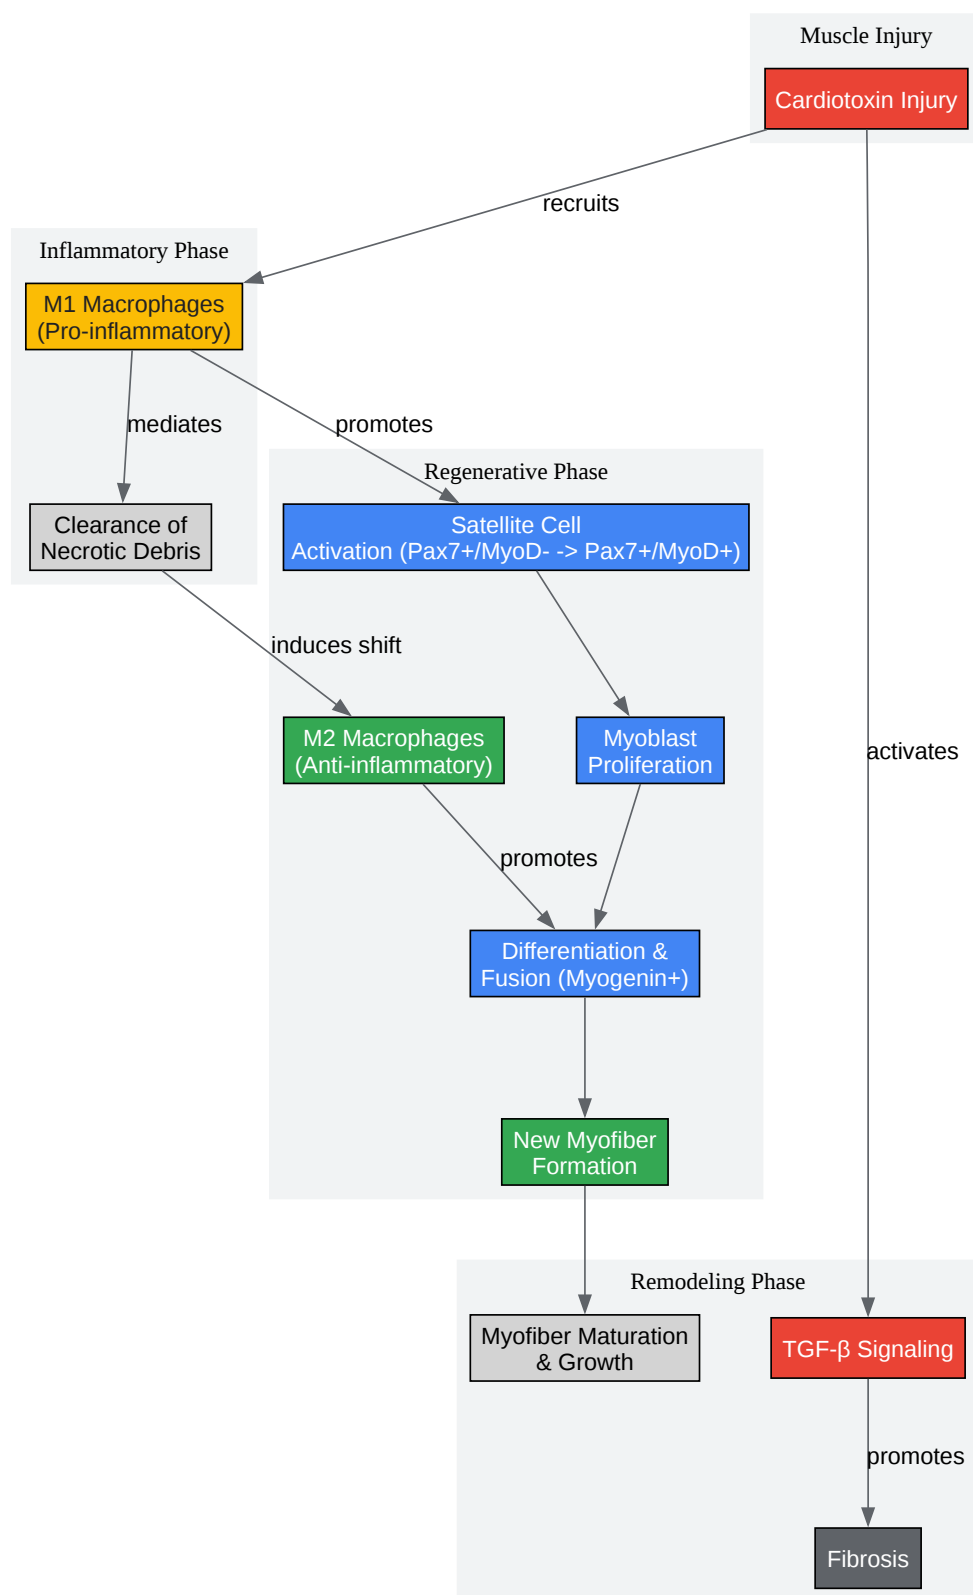 Muscle Injury
Cardiotoxin Injury
recruits
Inflammatory Phase
M1 Macrophages
(Pro-inflammatory)
mediates
promotes
Regenerative Phase
Clearance of
Necrotic Debris
Satellite Cell
Activation (Pax7+/MyoD- -> Pax7+/MyoD+)
induces shift
M2 Macrophages
(Anti-inflammatory)
Myoblast
Proliferation
activates
promotes
Differentiation &
Fusion (Myogenin+)
New Myofiber
Formation
Remodeling Phase
Myofiber Maturation
& Growth
TGF-β Signaling
promotes
Fibrosis